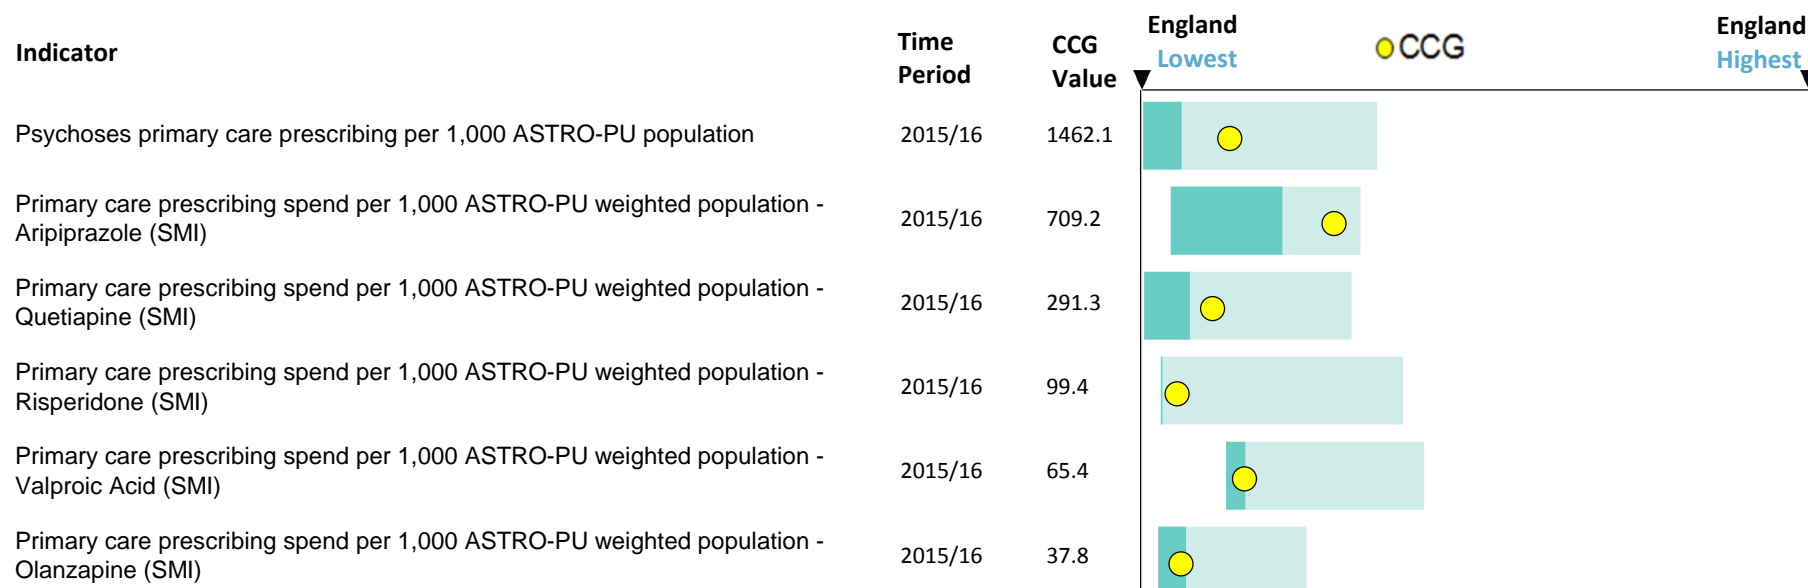 Indicator
Time
Period
CCG
Value
England
Lowest
CCG
England
Highest
Psychoses primary care prescribing per 1,000 ASTRO-PU population
2015/16
1462.1
Primary care prescribing spend per 1,000 ASTRO-PU weighted population -
Aripiprazole (SMI)
2015/16
709.2
Primary care prescribing spend per 1,000 ASTRO-PU weighted population -
Quetiapine (SMI)
2015/16
291.3
Primary care prescribing spend per 1,000 ASTRO-PU weighted population -
Risperidone (SMI)
2015/16
99.4
Primary care prescribing spend per 1,000 ASTRO-PU weighted population -
Valproic Acid (SMI)
2015/16
65.4
Primary care prescribing spend per 1,000 ASTRO-PU weighted population -
Olanzapine (SMI)
2015/16
37.8